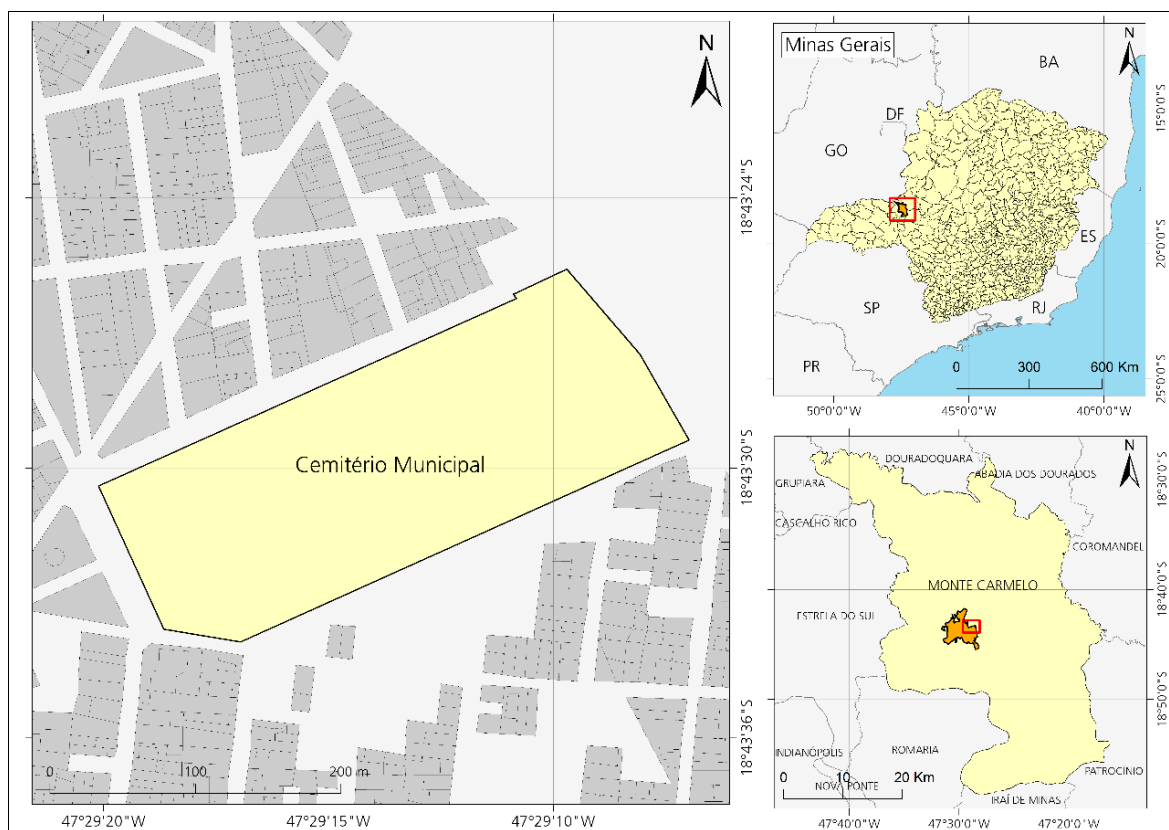 N
Cemitério Municipal
0 100 200 m
18°43'24"S
18°43'30"S
18°43'36"S
47°29'20"W 47°29'15"W 47°29'10"W
Minas Gerais
N
BA
DF
GO
ES
SP
RJ
PR
0 300 600 Km
15°0'0"S
20°0'0"S
25°0'0"S
50°0'0"W 45°0'0"W 40°0'0"W
N
DOURADOQUARA
ABADIA DOS DOURADOS
GRUPIARA
CASCALHO RICO
COROMANDEL
MONTE CARMELO
ESTRELA DO SUL
ROMARIA
INDIANÓPOLIS
PATROCÍNIO
NOVA PONTE
IRAÍ DE MINAS
0 10 20 Km
18°30'0"S
18°40'0"S
18°50'0"S
47°40'0"W 47°30'0"W 47°20'0"W